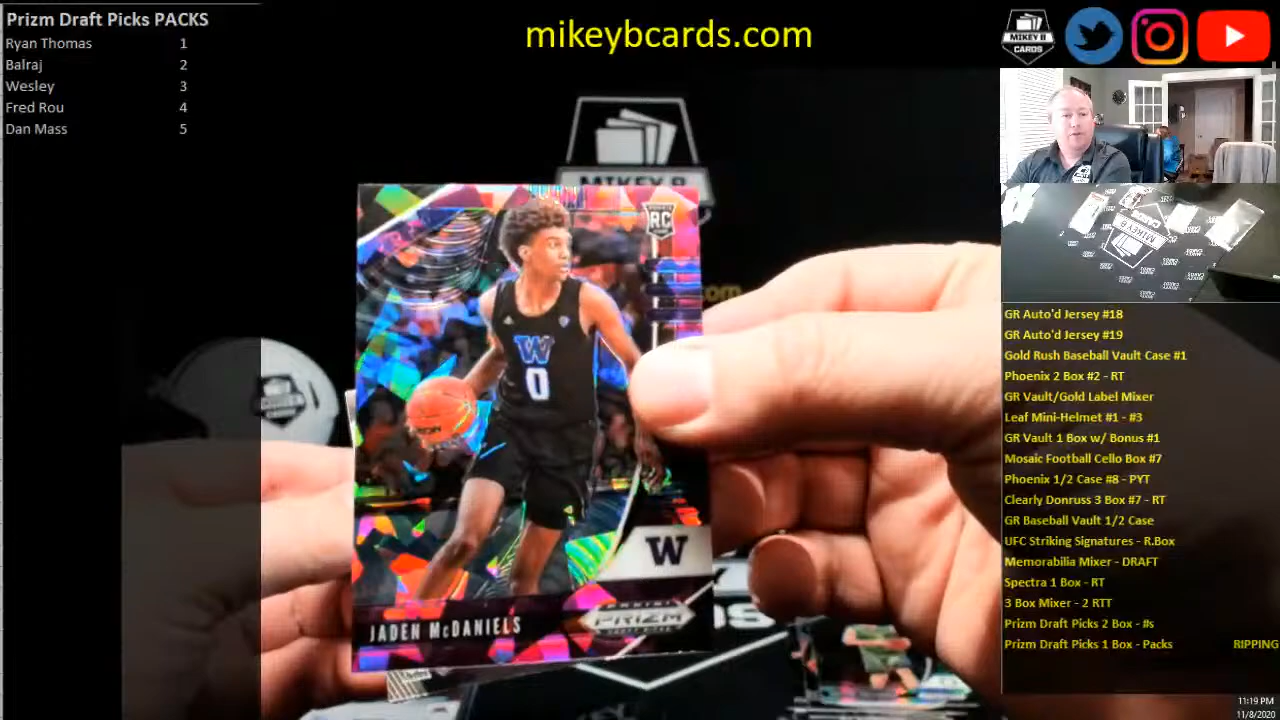 Prizm Draft Picks PACKS
Ryan Thomas 1
Balraj 2
Wesley 3
Fred Rou 4
Dan Mass 5
mikeybcards.com
MIKEY B
CARDS
MIKEY B
RC
W
0
W
JADEN McDANIELS
PANINI
PRIZM
DRAFT PICKS
GR Auto'd Jersey #18
GR Auto'd Jersey #19
Gold Rush Baseball Vault Case #1
Phoenix 2 Box #2 - RT
GR Vault/Gold Label Mixer
Leaf Mini-Helmet #1 - #3
GR Vault 1 Box w/ Bonus #1
Mosaic Football Cello Box #7
Phoenix 1/2 Case #8 - PYT
Clearly Donruss 3 Box #7 - RT
GR Baseball Vault 1/2 Case
UFC Striking Signatures - R.Box
Memorabilia Mixer - DRAFT
Spectra 1 Box - RT
3 Box Mixer - 2 RTT
Prizm Draft Picks 2 Box - #s
Prizm Draft Picks 1 Box - Packs RIPPING
11:19 PM
11/8/2020